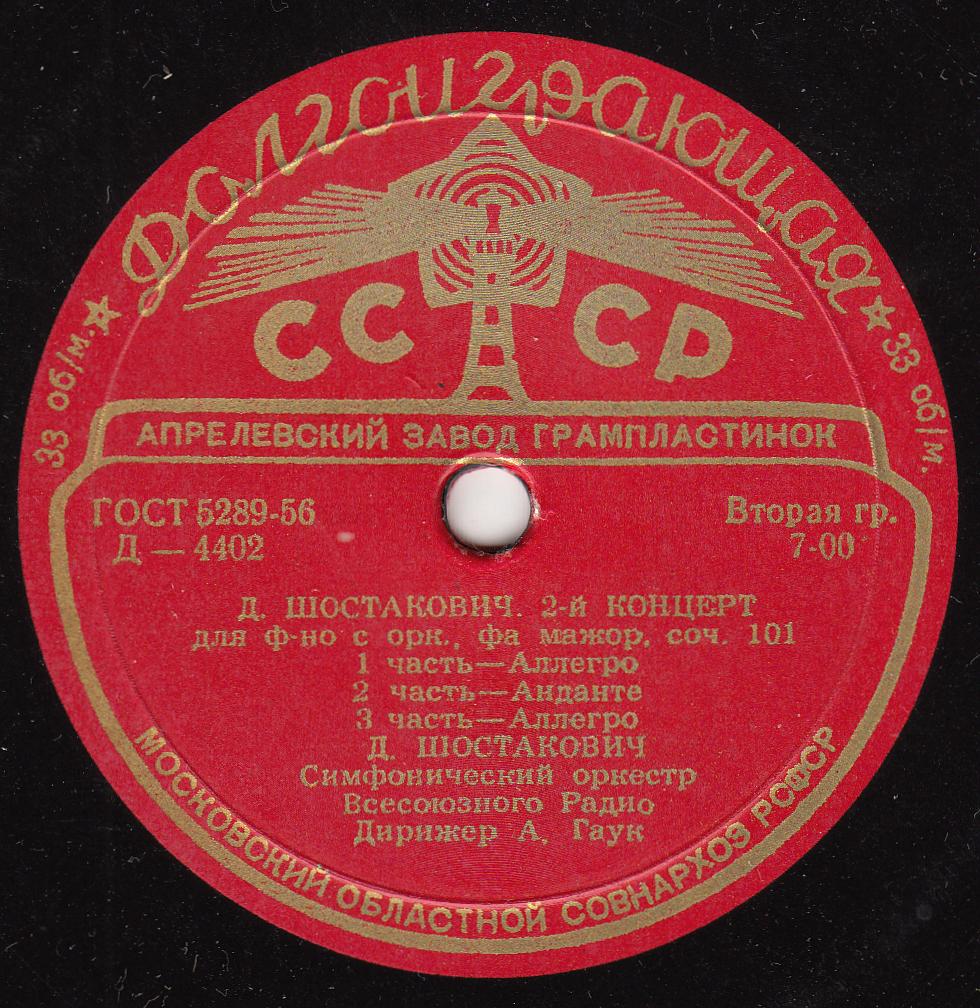 Долгоиграющая
33 об/м.
33 об/м.
СССР
АПРЕЛЕВСКИЙ ЗАВОД ГРАМПЛАСТИНОК
ГОСТ 5289-56
Д — 4402
Вторая гр.
7-00
Д. ШОСТАКОВИЧ. 2-й КОНЦЕРТ
для ф-но с орк., фа мажор, соч. 101
1 часть—Аллегро
2 часть—Анданте
3 часть—Аллегро
Д. ШОСТАКОВИЧ
Симфонический оркестр
Всесоюзного Радио
Дирижер А. Гаук
МОСКОВСКИЙ ОБЛАСТНОЙ СОВНАРХОЗ РСФСР